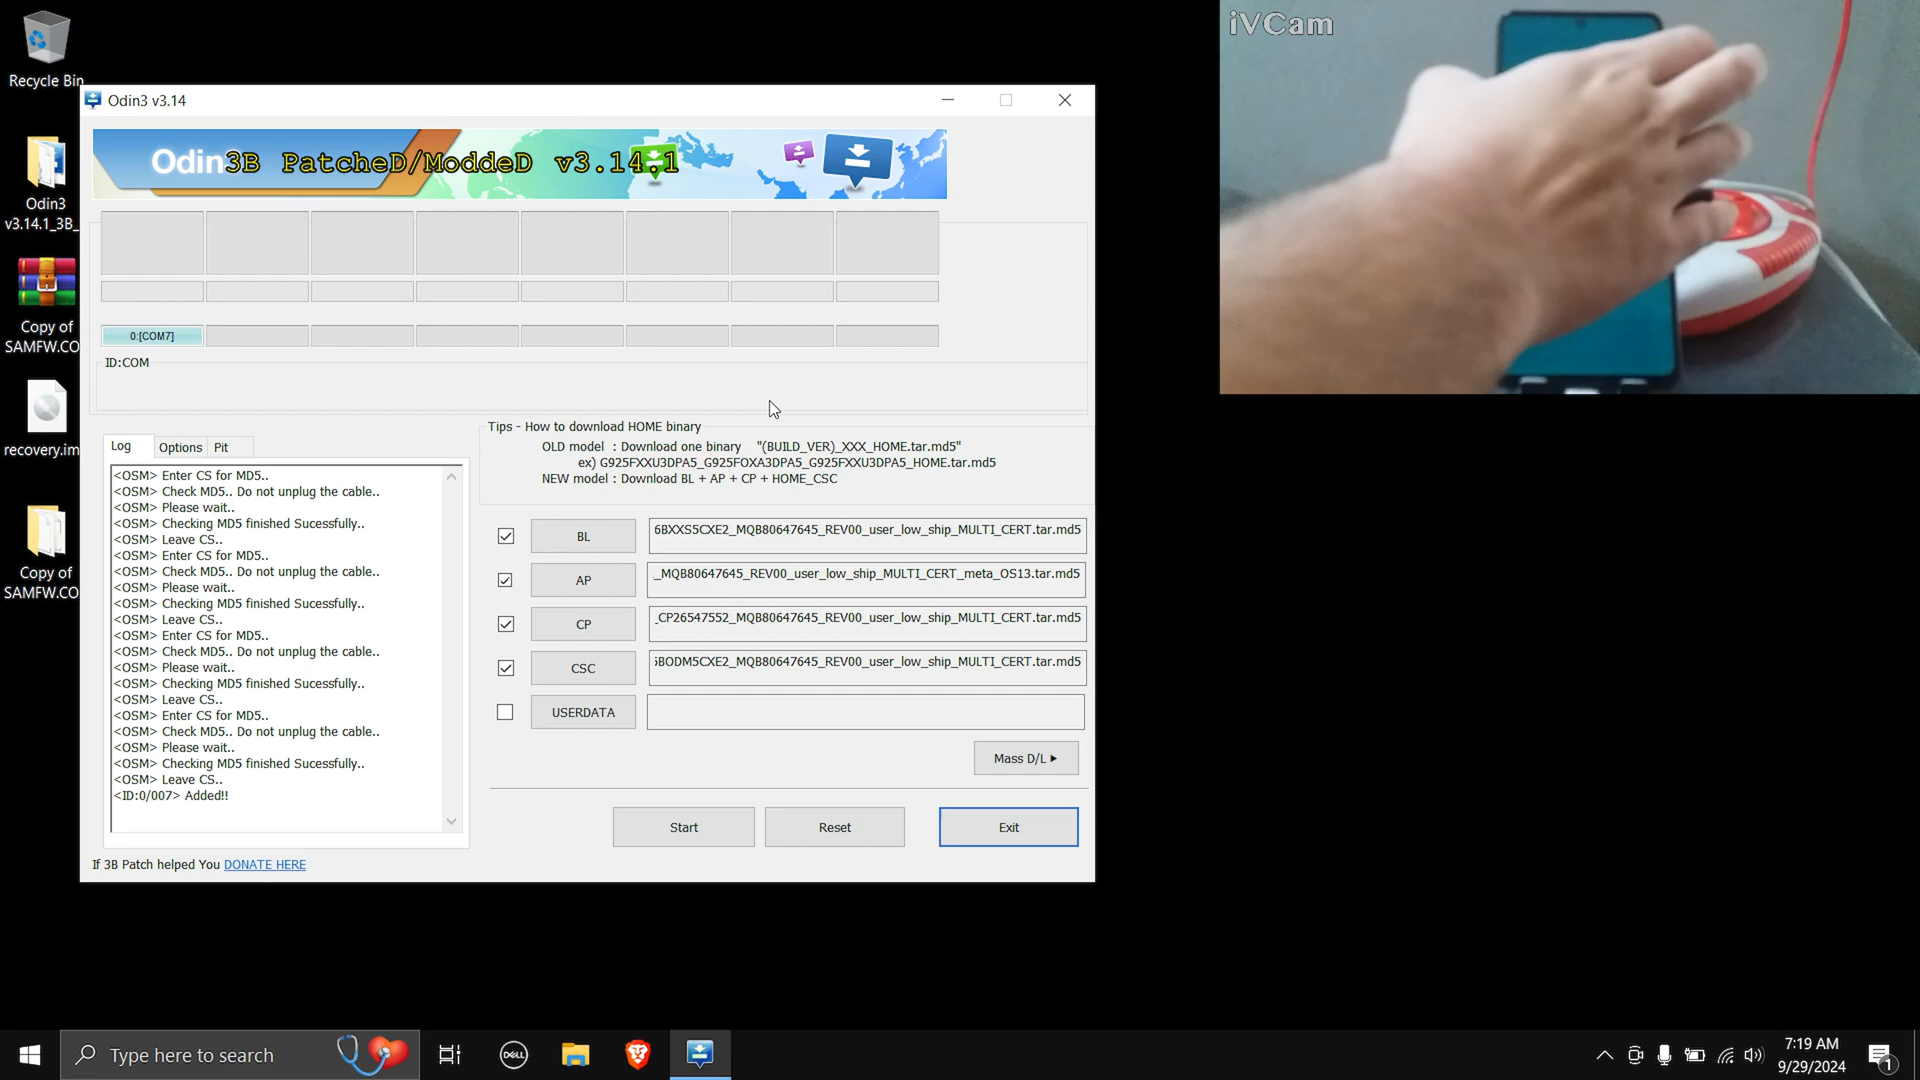 Recycle Bin
Odin3
v3.14.1_3B_
Copy of
SAMFW.CO
recovery.im
Copy of
SAMFW.CO
Odin3 v3.14
Odin3B PatcheD/ModdeD v3.14.1
0:[COM7]
ID:COM
Log
Options
Pit
<OSM> Enter CS for MD5..
<OSM> Check MD5.. Do not unplug the cable..
<OSM> Please wait..
<OSM> Checking MD5 finished Sucessfully..
<OSM> Leave CS..
<OSM> Enter CS for MD5..
<OSM> Check MD5.. Do not unplug the cable..
<OSM> Please wait..
<OSM> Checking MD5 finished Sucessfully..
<OSM> Leave CS..
<OSM> Enter CS for MD5..
<OSM> Check MD5.. Do not unplug the cable..
<OSM> Please wait..
<OSM> Checking MD5 finished Sucessfully..
<OSM> Leave CS..
<OSM> Enter CS for MD5..
<OSM> Check MD5.. Do not unplug the cable..
<OSM> Please wait..
<OSM> Checking MD5 finished Sucessfully..
<OSM> Leave CS..
<ID:0/007> Added!!
If 3B Patch helped You DONATE HERE
Tips - How to download HOME binary
OLD model : Download one binary "(BUILD_VER)_XXX_HOME.tar.md5"
ex) G925FXXU3DPA5_G925FOXA3DPA5_G925FXXU3DPA5_HOME.tar.md5
NEW model : Download BL + AP + CP + HOME_CSC
BL
6BXXS5CXE2_MQB80647645_REV00_user_low_ship_MULTI_CERT.tar.md5
AP
_MQB80647645_REV00_user_low_ship_MULTI_CERT_meta_OS13.tar.md5
CP
_CP26547552_MQB80647645_REV00_user_low_ship_MULTI_CERT.tar.md5
CSC
BODM5CXE2_MQB80647645_REV00_user_low_ship_MULTI_CERT.tar.md5
USERDATA
Mass D/L
Start
Reset
Exit
iVCam
Type here to search
DELL
7:19 AM
9/29/2024
1